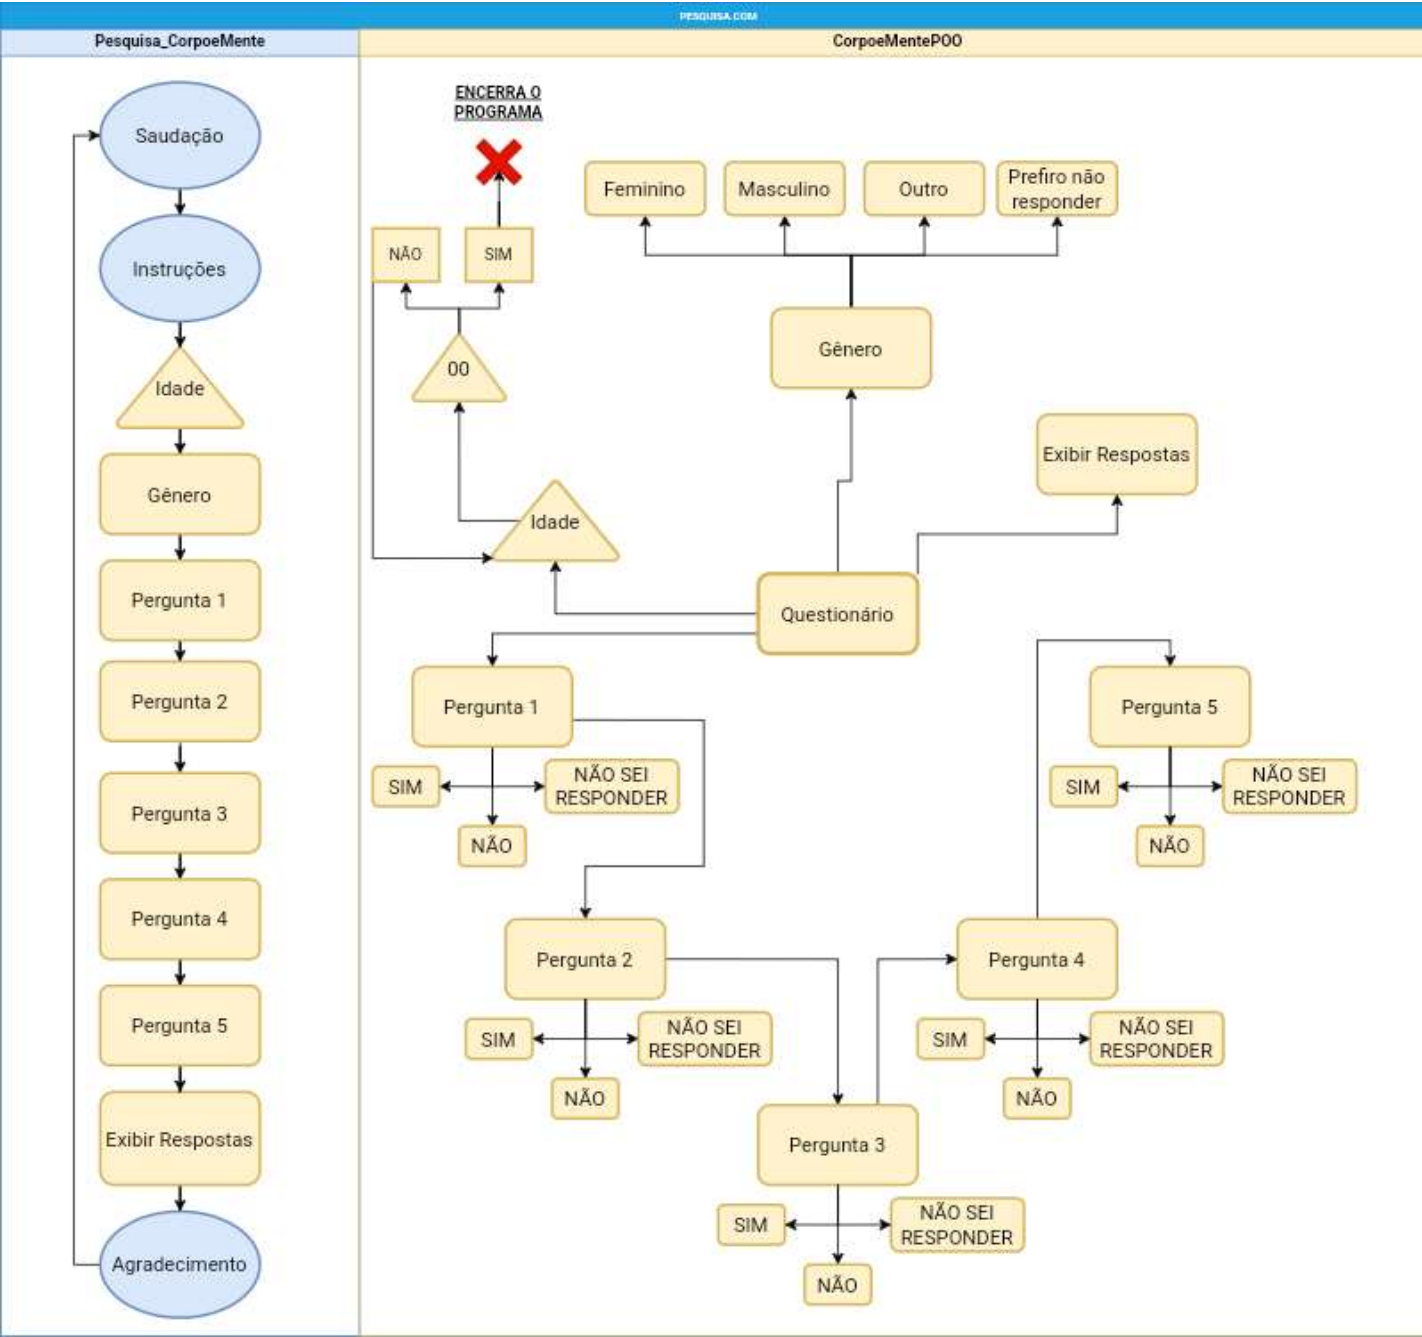 PESQUISA.COM
Pesquisa_CorpoeMente
CorpoeMentePOO
Saudação
Instruções
Idade
Gênero
Pergunta 1
Pergunta 2
Pergunta 3
Pergunta 4
Pergunta 5
Exibir Respostas
Agradecimento
ENCERRA O
PROGRAMA
NÃO
SIM
00
Idade
Feminino
Masculino
Outro
Prefiro não
responder
Gênero
Exibir Respostas
Questionário
Pergunta 1
SIM
NÃO SEI
RESPONDER
NÃO
Pergunta 2
SIM
NÃO SEI
RESPONDER
NÃO
Pergunta 3
SIM
NÃO SEI
RESPONDER
NÃO
Pergunta 4
SIM
NÃO SEI
RESPONDER
NÃO
Pergunta 5
SIM
NÃO SEI
RESPONDER
NÃO